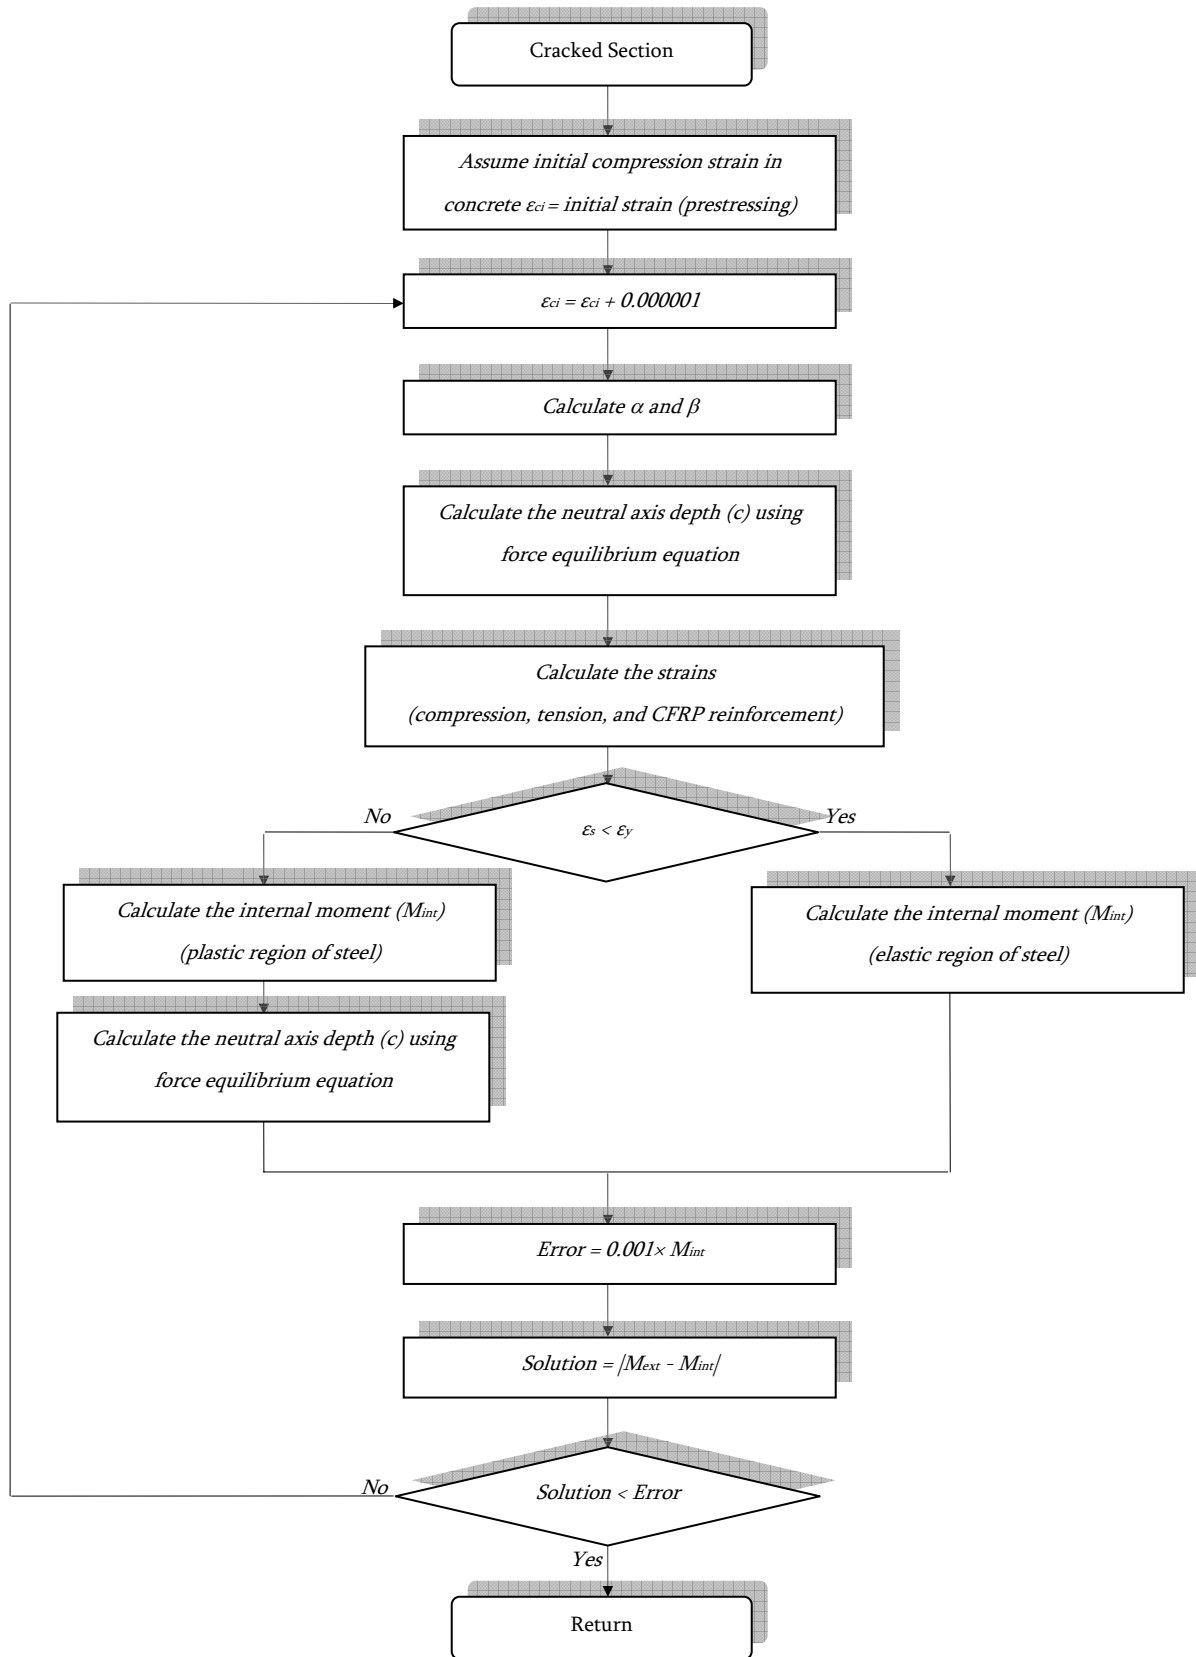 Cracked Section
Assume initial compression strain in
concrete εci = initial strain (prestressing)
εci = εci + 0.000001
Calculate α and β
Calculate the neutral axis depth (c) using
force equilibrium equation
Calculate the strains
(compression, tension, and CFRP reinforcement)
No
Yes
εs < εy
Calculate the internal moment (Mint)
(plastic region of steel)
Calculate the internal moment (Mint)
(elastic region of steel)
Calculate the neutral axis depth (c) using
force equilibrium equation
Error = 0.001× Mint
Solution = |Mext - Mint|
No
Solution < Error
Yes
Return